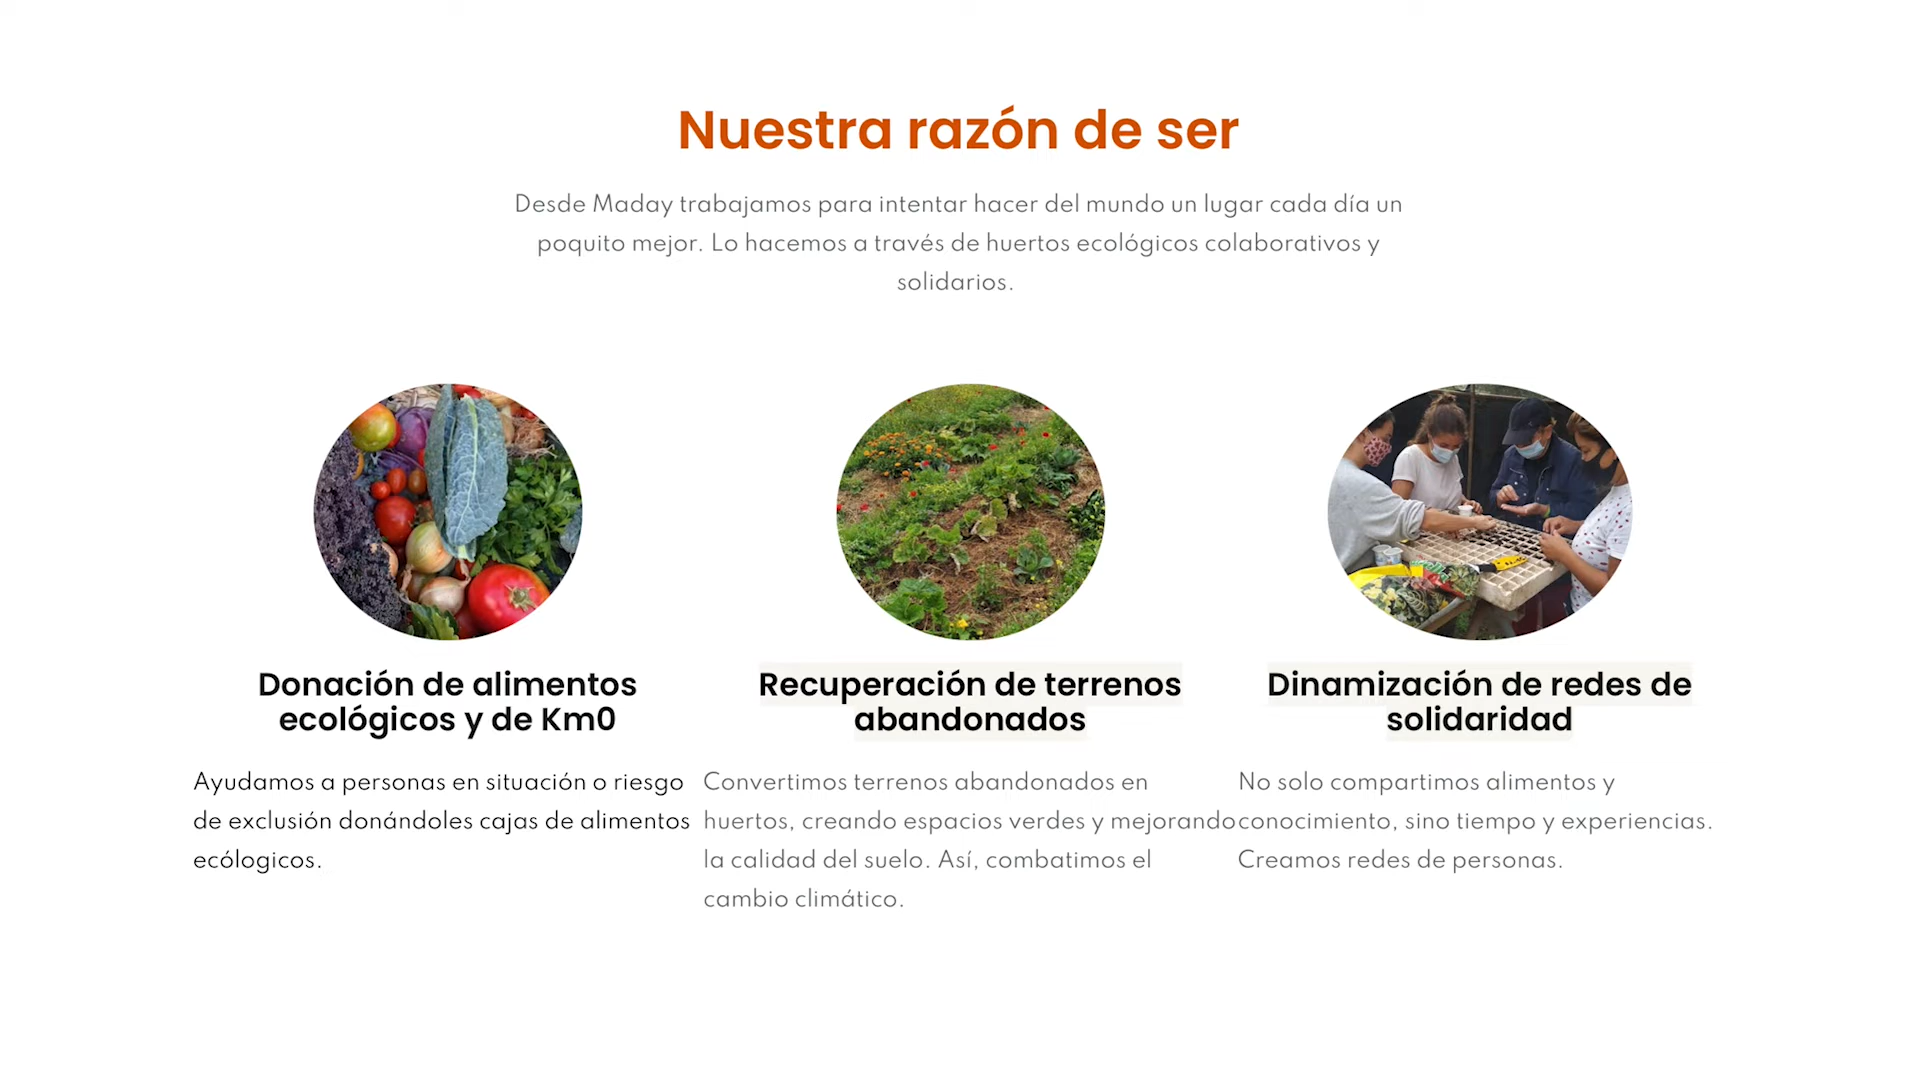 Nuestra razón de ser
Desde Maday trabajamos para intentar hacer del mundo un lugar cada día un
poquito mejor. Lo hacemos a través de huertos ecológicos colaborativos y
solidarios.
Donación de alimentos
ecológicos y de Km0
Ayudamos a personas en situación o riesgo
de exclusión donándoles cajas de alimentos
ecólogicos.
Recuperación de terrenos
abandonados
Convertimos terrenos abandonados en
huertos, creando espacios verdes y mejorando
la calidad del suelo. Así, combatimos el
cambio climático.
Dinamización de redes de
solidaridad
No solo compartimos alimentos y
conocimiento, sino tiempo y experiencias.
Creamos redes de personas.